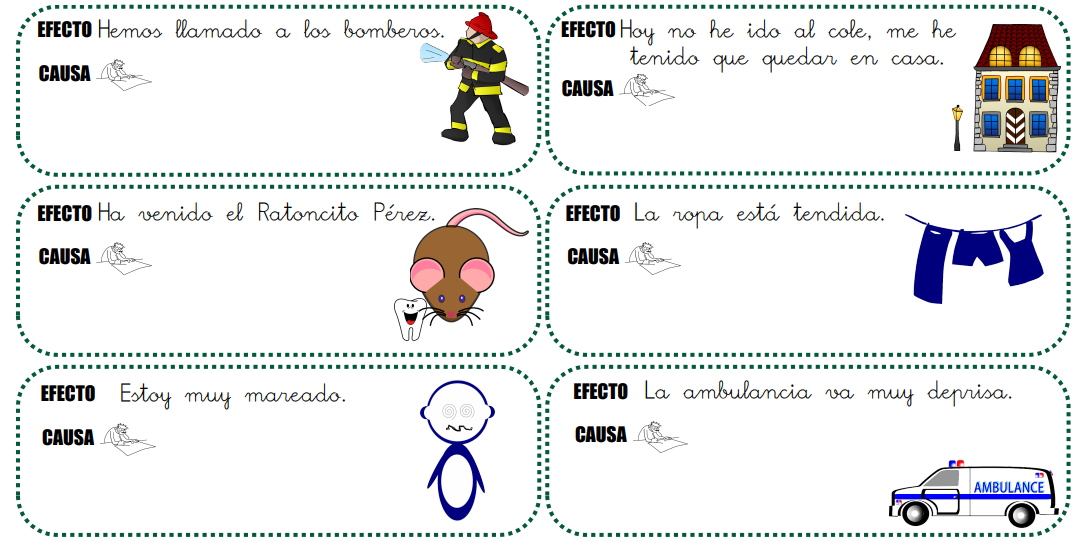 EFECTO Hemos llamado a los bomberos.
CAUSA
EFECTO Hoy no he ido al cole, me he
tenido que quedar en casa.
CAUSA
EFECTO Ha venido el Ratoncito Pérez.
CAUSA
EFECTO La ropa está tendida.
CAUSA
EFECTO Estoy muy mareado.
CAUSA
EFECTO La ambulancia va muy deprisa.
CAUSA
AMBULANCE